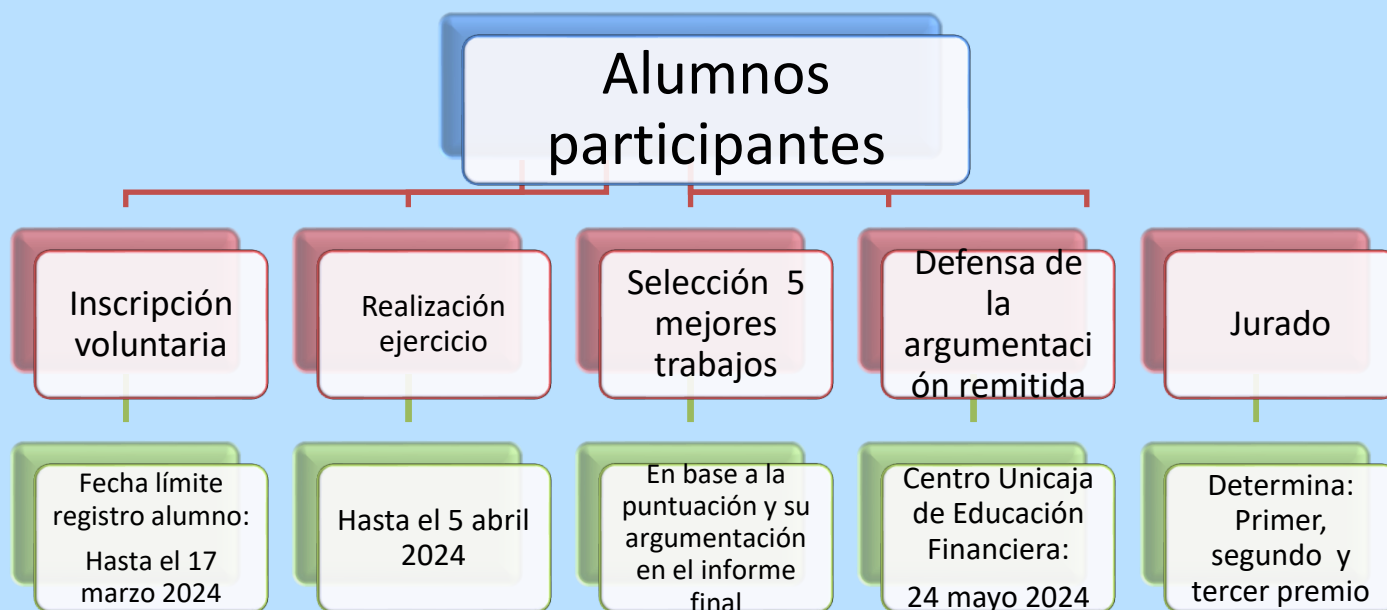 Alumnos
participantes
Inscripción
voluntaria
Realización
ejercicio
Selección 5
mejores
trabajos
Defensa de
la
argumentaci
ón remitida
Jurado
Fecha límite
registro alumno:
Hasta el 17
marzo 2024
Hasta el 5 abril
2024
En base a la
puntuación y su
argumentación
en el informe
final
Centro Unicaja
de Educación
Financiera:
24 mayo 2024
Determina:
Primer,
segundo y
tercer premio